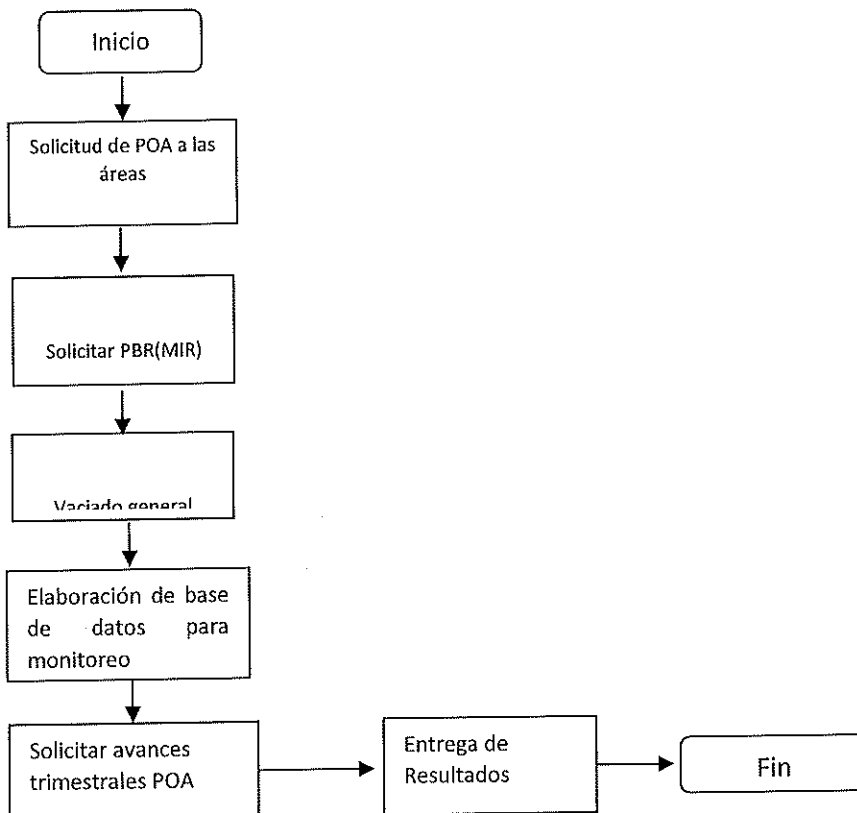 Inicio
Solicitud de POA a las
áreas
Solicitar PBR(MIR)
Vaciado general
Elaboración de base
de datos para
monitoreo
Solicitar avances
trimestrales POA
Entrega de
Resultados
Fin